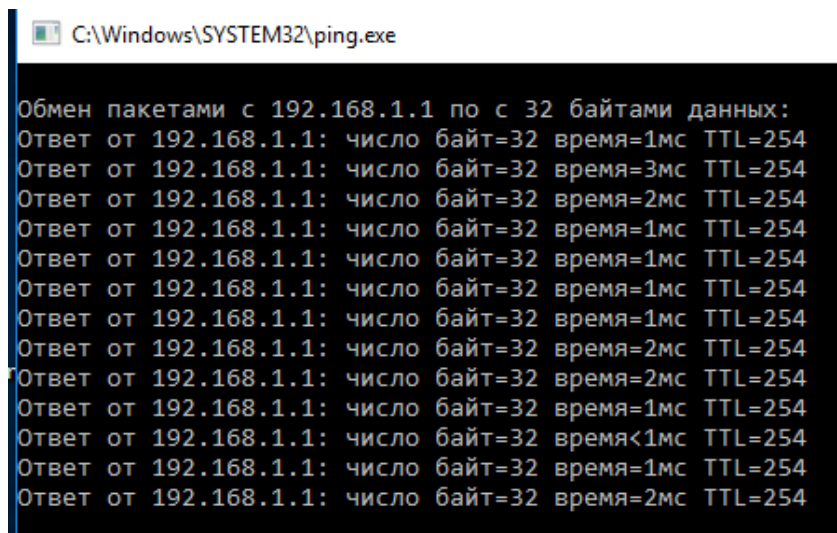 C:\Windows\SYSTEM32\ping.exe
Обмен пакетами с 192.168.1.1 по с 32 байтами данных:
Ответ от 192.168.1.1: число байт=32 время=1мс TTL=254
Ответ от 192.168.1.1: число байт=32 время=3мс TTL=254
Ответ от 192.168.1.1: число байт=32 время=2мс TTL=254
Ответ от 192.168.1.1: число байт=32 время=1мс TTL=254
Ответ от 192.168.1.1: число байт=32 время=1мс TTL=254
Ответ от 192.168.1.1: число байт=32 время=1мс TTL=254
Ответ от 192.168.1.1: число байт=32 время=1мс TTL=254
Ответ от 192.168.1.1: число байт=32 время=2мс TTL=254
Ответ от 192.168.1.1: число байт=32 время=2мс TTL=254
Ответ от 192.168.1.1: число байт=32 время=1мс TTL=254
Ответ от 192.168.1.1: число байт=32 время<1мс TTL=254
Ответ от 192.168.1.1: число байт=32 время=1мс TTL=254
Ответ от 192.168.1.1: число байт=32 время=2мс TTL=254